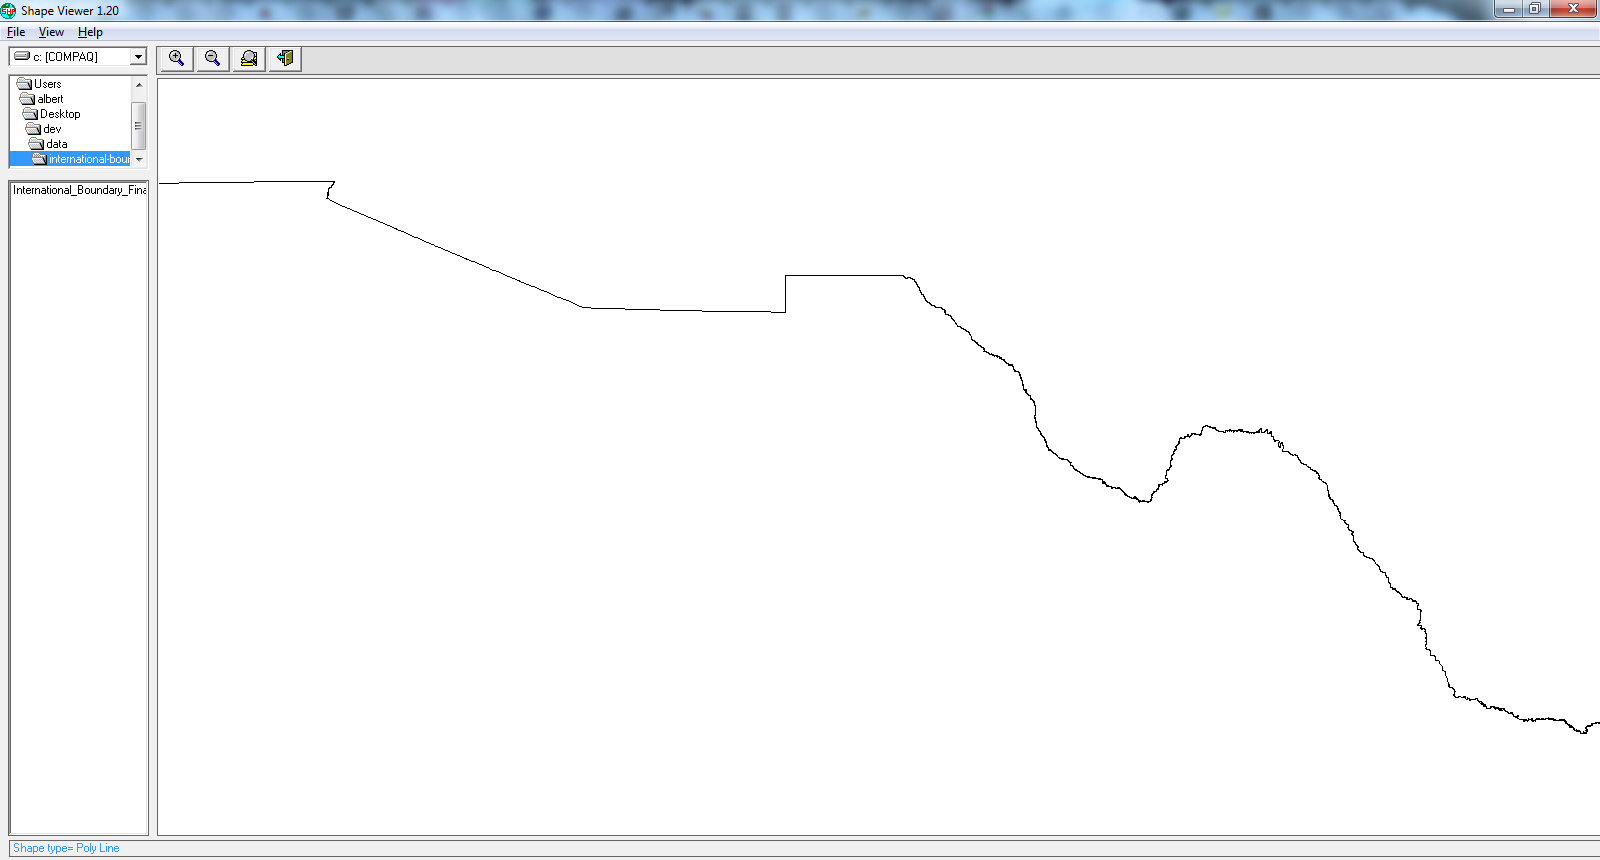 Shape Viewer 1.20
File View Help
c: [COMPAQ]
Users
albert
Desktop
dev
data
international-bour
International_Boundary_Fina
Shape type= Poly Line